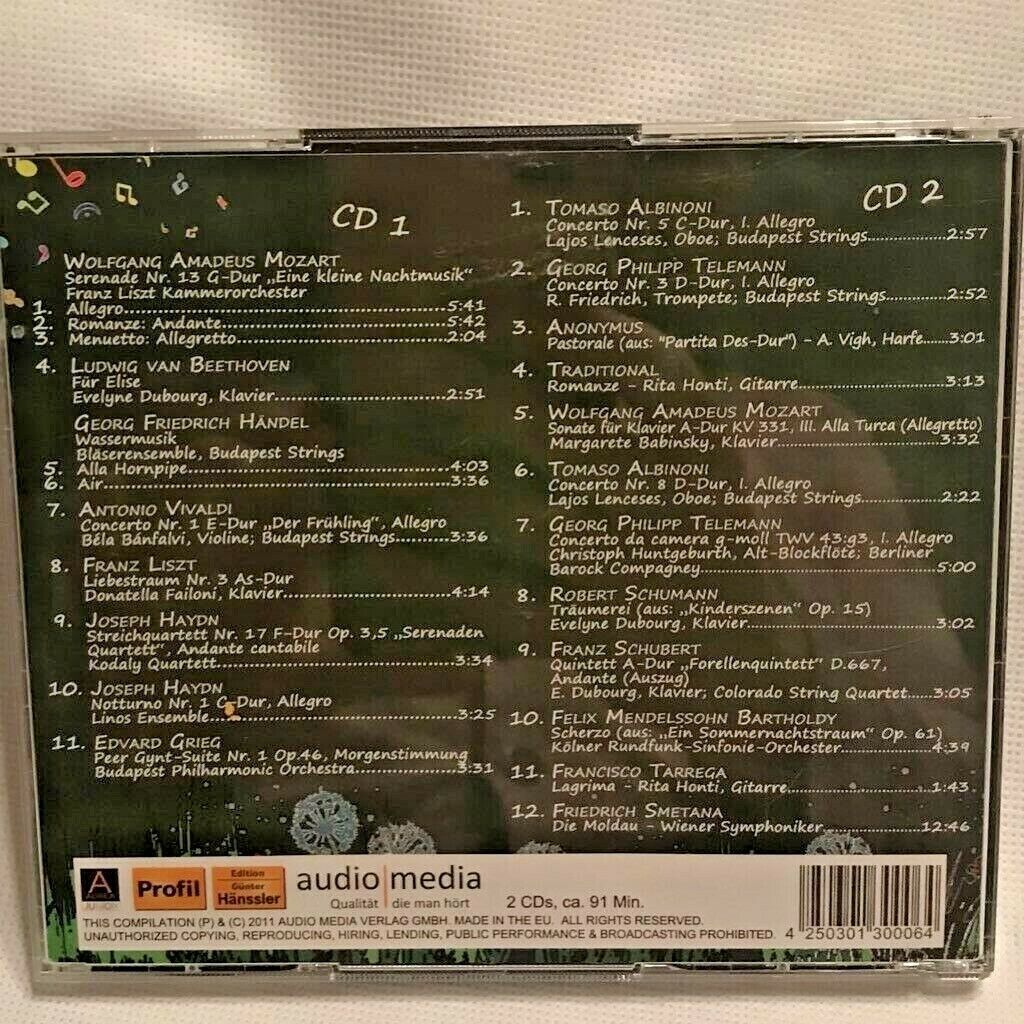 CD 1
WOLFGANG AMADEUS MOZART
Serenade Nr. 13 G-Dur „Eine kleine Nachtmusik“
Franz Liszt Kammerorchester
1. Allegro 5:41
2. Romanze: Andante 5:42
3. Menuetto: Allegretto 2:04
4. LUDWIG VAN BEETHOVEN
Für Elise
Evelyne Dubourg, Klavier 2:51
GEORG FRIEDRICH HÄNDEL
Wassermusik
Bläserensemble, Budapest Strings
5. Alla Hornpipe 4:03
6. Air 3:36
7. ANTONIO VIVALDI
Concerto Nr. 1 E-Dur „Der Frühling“, Allegro
Béla Bánfalvi, Violine; Budapest Strings 3:36
8. FRANZ LISZT
Liebestraum Nr. 3 As-Dur
Donatella Failoni, Klavier 4:14
9. JOSEPH HAYDN
Streichquartett Nr. 17 F-Dur Op. 3,5 „Serenaden
Quartett“, Andante cantabile
Kodaly Quartett 3:34
10. JOSEPH HAYDN
Notturno Nr. 1 C-Dur, Allegro
Linos Ensemble 3:25
11. EDVARD GRIEG
Peer Gynt-Suite Nr. 1 Op.46, Morgenstimmung
Budapest Philharmonic Orchestra 3:31
CD 2
1. TOMASO ALBINONI
Concerto Nr. 5 C-Dur, I. Allegro
Lajos Lenceses, Oboe; Budapest Strings 2:57
2. GEORG PHILIPP TELEMANN
Concerto Nr. 3 D-Dur, I. Allegro
R. Friedrich, Trompete; Budapest Strings 2:52
3. ANONYMUS
Pastorale (aus: "Partita Des-Dur") - A. Vigh, Harfe 3:01
4. TRADITIONAL
Romanze - Rita Honti, Gitarre 3:13
5. WOLFGANG AMADEUS MOZART
Sonate für Klavier A-Dur KV 331, III. Alla Turca (Allegretto)
Margarete Babinsky, Klavier 3:32
6. TOMASO ALBINONI
Concerto Nr. 8 D-Dur, I. Allegro
Lajos Lenceses, Oboe; Budapest Strings 2:22
7. GEORG PHILIPP TELEMANN
Concerto da camera g-moll TWV 43:g3, I. Allegro
Christoph Huntgeburth, Alt-Blockflöte; Berliner
Barock Compagney 5:00
8. ROBERT SCHUMANN
Träumerei (aus: „Kinderszenen“ Op. 15)
Evelyne Dubourg, Klavier 3:02
9. FRANZ SCHUBERT
Quintett A-Dur „Forellenquintett“ D.667,
Andante (Auszug)
E. Dubourg, Klavier; Colorado String Quartet 3:05
10. FELIX MENDELSSOHN BARTHOLDY
Scherzo (aus: „Ein Sommernachtstraum“ Op. 61)
Kölner Rundfunk-Sinfonie-Orchester 4:39
11. FRANCISCO TARREGA
Lagrima - Rita Honti, Gitarre 1:43
12. FRIEDRICH SMETANA
Die Moldau - Wiener Symphoniker 12:46
A
Profil
Edition
Günter
Hänssler
audio|media
Qualität die man hört
2 CDs, ca. 91 Min.
THIS COMPILATION (P) & (C) 2011 AUDIO MEDIA VERLAG GMBH. MADE IN THE EU. ALL RIGHTS RESERVED.
UNAUTHORIZED COPYING, REPRODUCING, HIRING, LENDING, PUBLIC PERFORMANCE & BROADCASTING PROHIBITED.
4 250301 300064